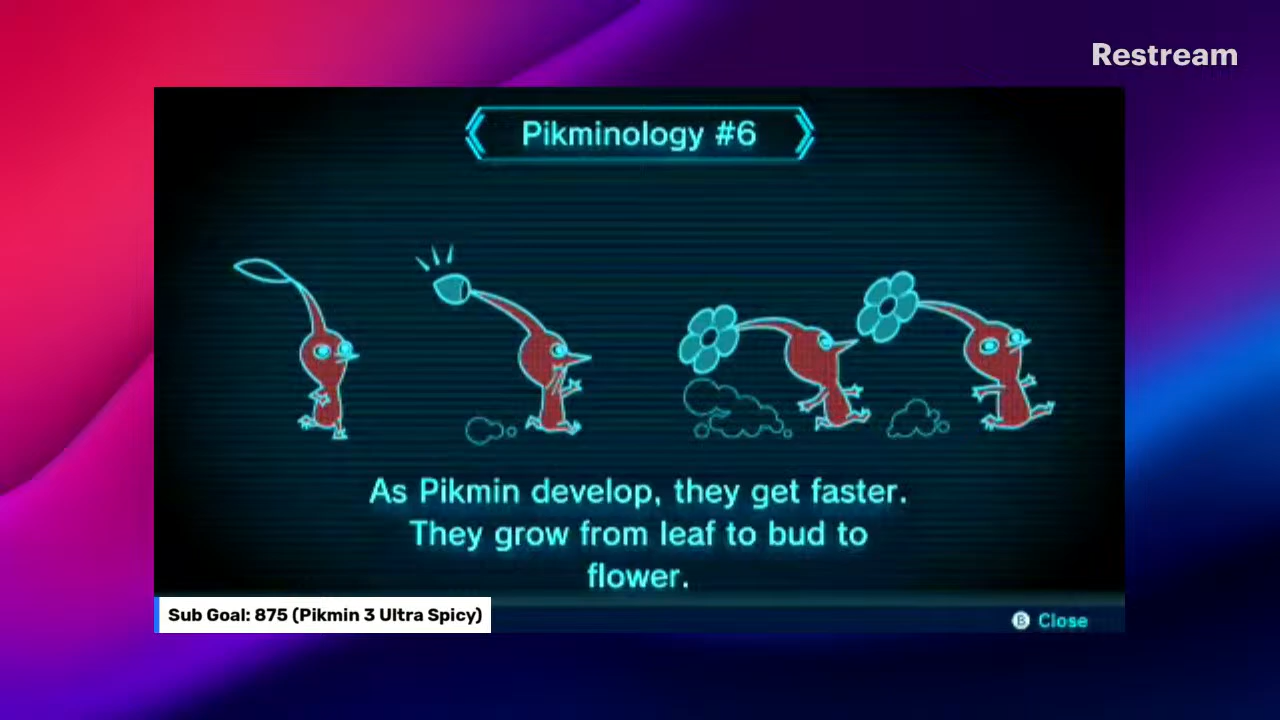 Restream
Pikminology #6
As Pikmin develop, they get faster.
They grow from leaf to bud to
flower.
Sub Goal: 875 (Pikmin 3 Ultra Spicy)
B Close